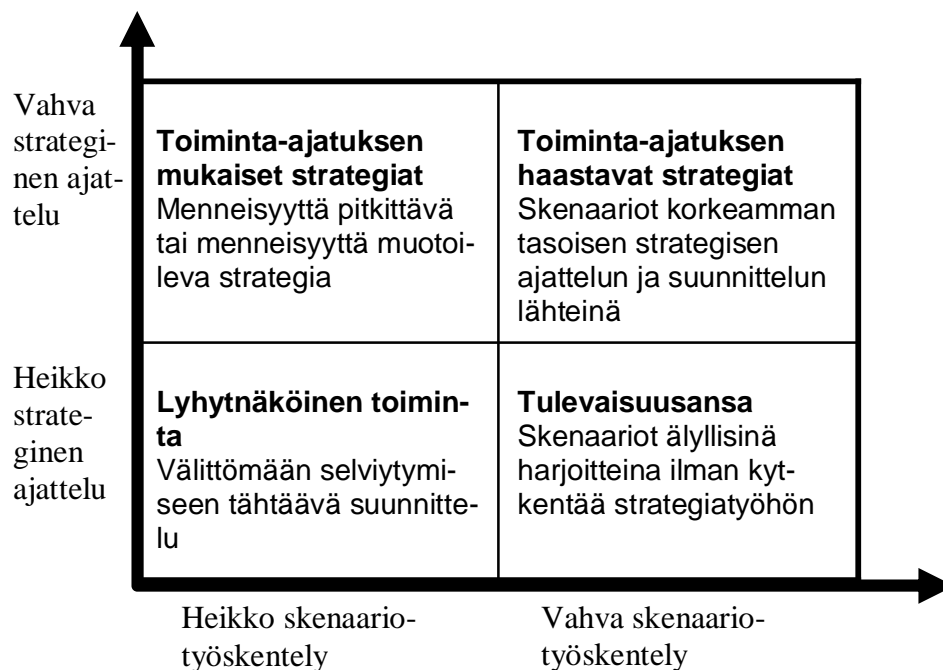 Vahva
strategi-
nen ajat-
telu
Toiminta-ajatuksen
mukaiset strategiat
Menneisyyttä pitkittävä
tai menneisyyttä muotoi-
leva strategia
Toiminta-ajatuksen
haastavat strategiat
Skenaariot korkeamman
tasoisen strategisen
ajattelun ja suunnittelun
lähteinä
Heikko
strate-
ginen
ajattelu
Lyhytnäköinen toimin-
ta
Välittömään selviytymi-
seen tähtäävä suunnitte-
lu
Tulevaisuusansa
Skenaariot älyllisinä
harjoitteina ilman kyt-
kentää strategiatyöhön
Heikko skenaario-
työskentely
Vahva skenaario-
työskentely